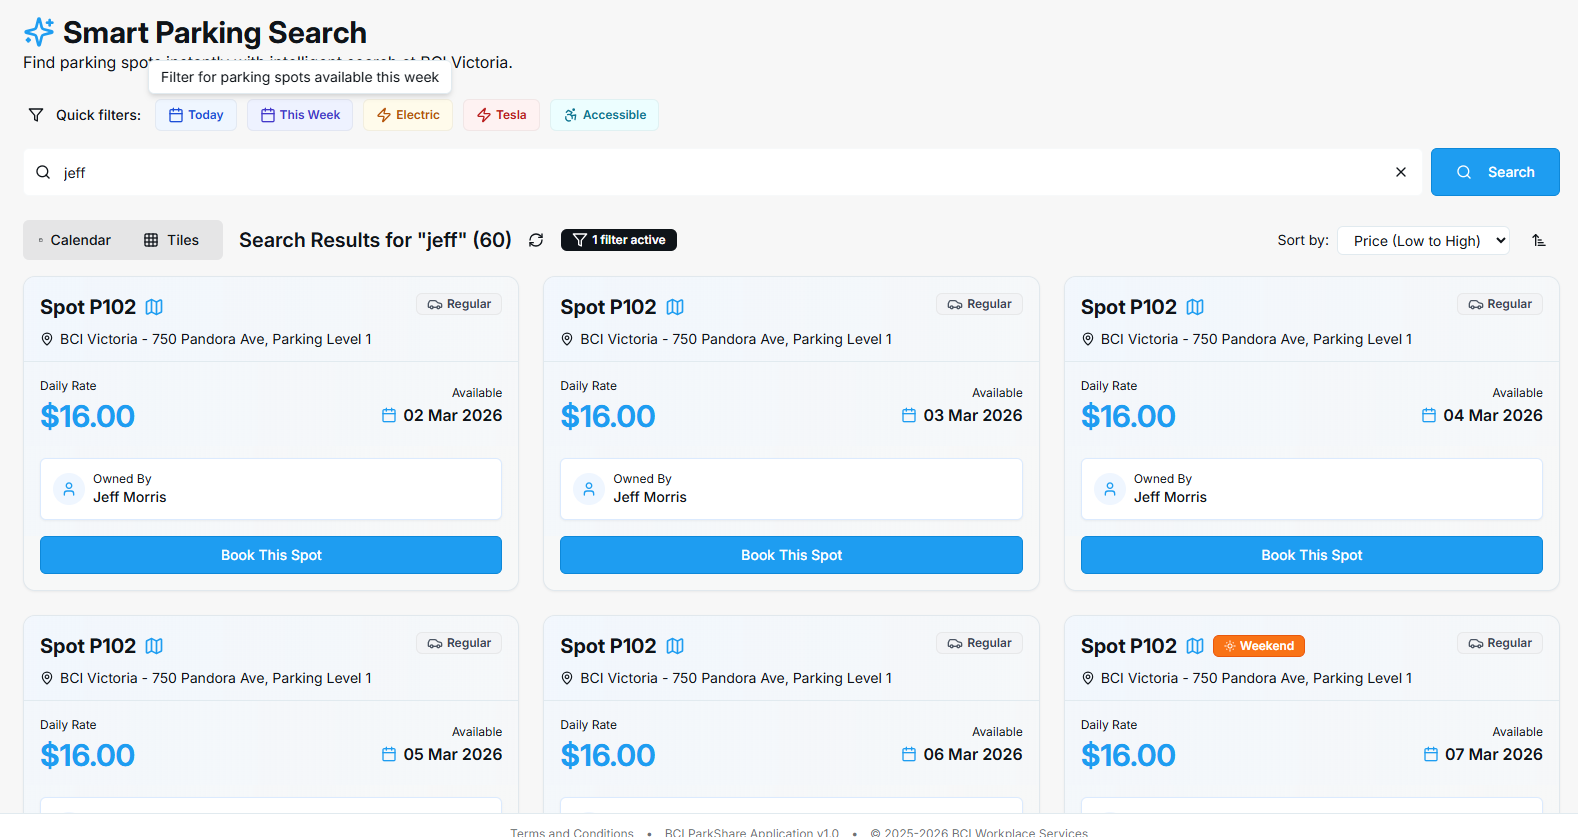 Smart Parking Search
Find parking spots instantly with intelligent search at BCI Victoria.
Filter for parking spots available this week
Quick filters: Today This Week Electric Tesla Accessible
jeff Search
Calendar Tiles Search Results for "jeff" (60) 1 filter active Sort by: Price (Low to High)
Spot P102 Regular Spot P102 Regular Spot P102 Regular
BCI Victoria - 750 Pandora Ave, Parking Level 1 BCI Victoria - 750 Pandora Ave, Parking Level 1 BCI Victoria - 750 Pandora Ave, Parking Level 1
Daily Rate Available Daily Rate Available Daily Rate Available
$16.00 02 Mar 2026 $16.00 03 Mar 2026 $16.00 04 Mar 2026
Owned By Owned By Owned By
Jeff Morris Jeff Morris Jeff Morris
Book This Spot Book This Spot Book This Spot
Spot P102 Regular Spot P102 Regular Spot P102 Weekend Regular
BCI Victoria - 750 Pandora Ave, Parking Level 1 BCI Victoria - 750 Pandora Ave, Parking Level 1 BCI Victoria - 750 Pandora Ave, Parking Level 1
Daily Rate Available Daily Rate Available Daily Rate Available
$16.00 05 Mar 2026 $16.00 06 Mar 2026 $16.00 07 Mar 2026
Terms and Conditions • BCI ParkShare Application v1.0 • © 2025-2026 BCI Workplace Services